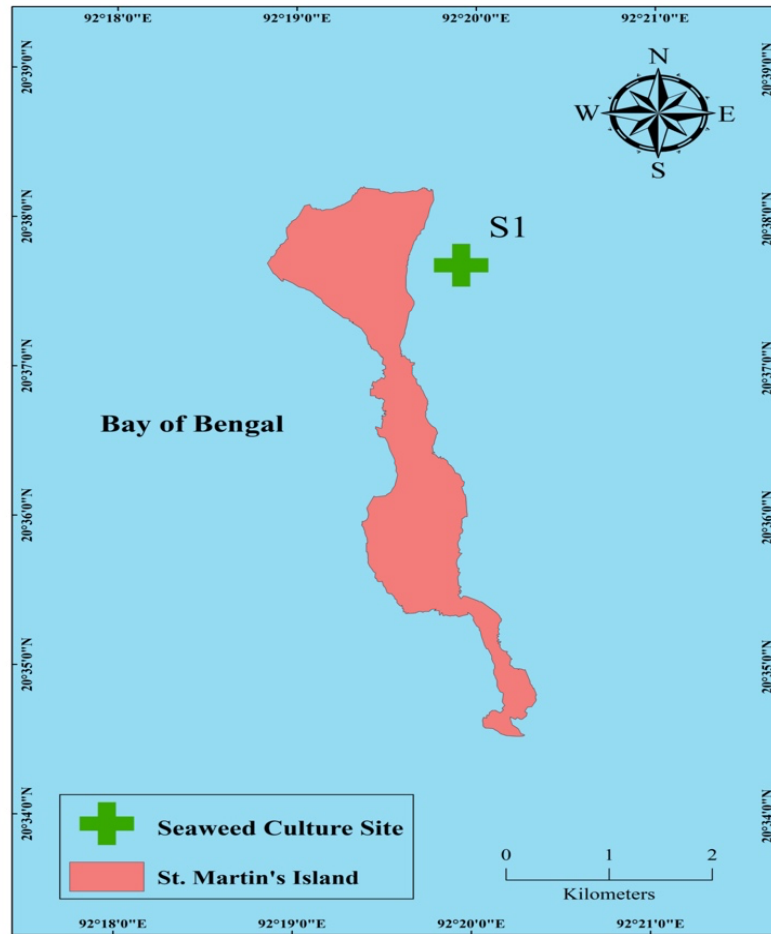 92°18'0"E 92°19'0"E 92°20'0"E 92°21'0"E
20°39'0"N 20°39'0"N
N
W E
S
20°38'0"N 20°38'0"N
S1
20°37'0"N 20°37'0"N
Bay of Bengal
20°36'0"N 20°36'0"N
20°35'0"N 20°35'0"N
20°34'0"N 20°34'0"N
Seaweed Culture Site
St. Martin's Island
0 1 2
Kilometers
92°18'0"E 92°19'0"E 92°20'0"E 92°21'0"E